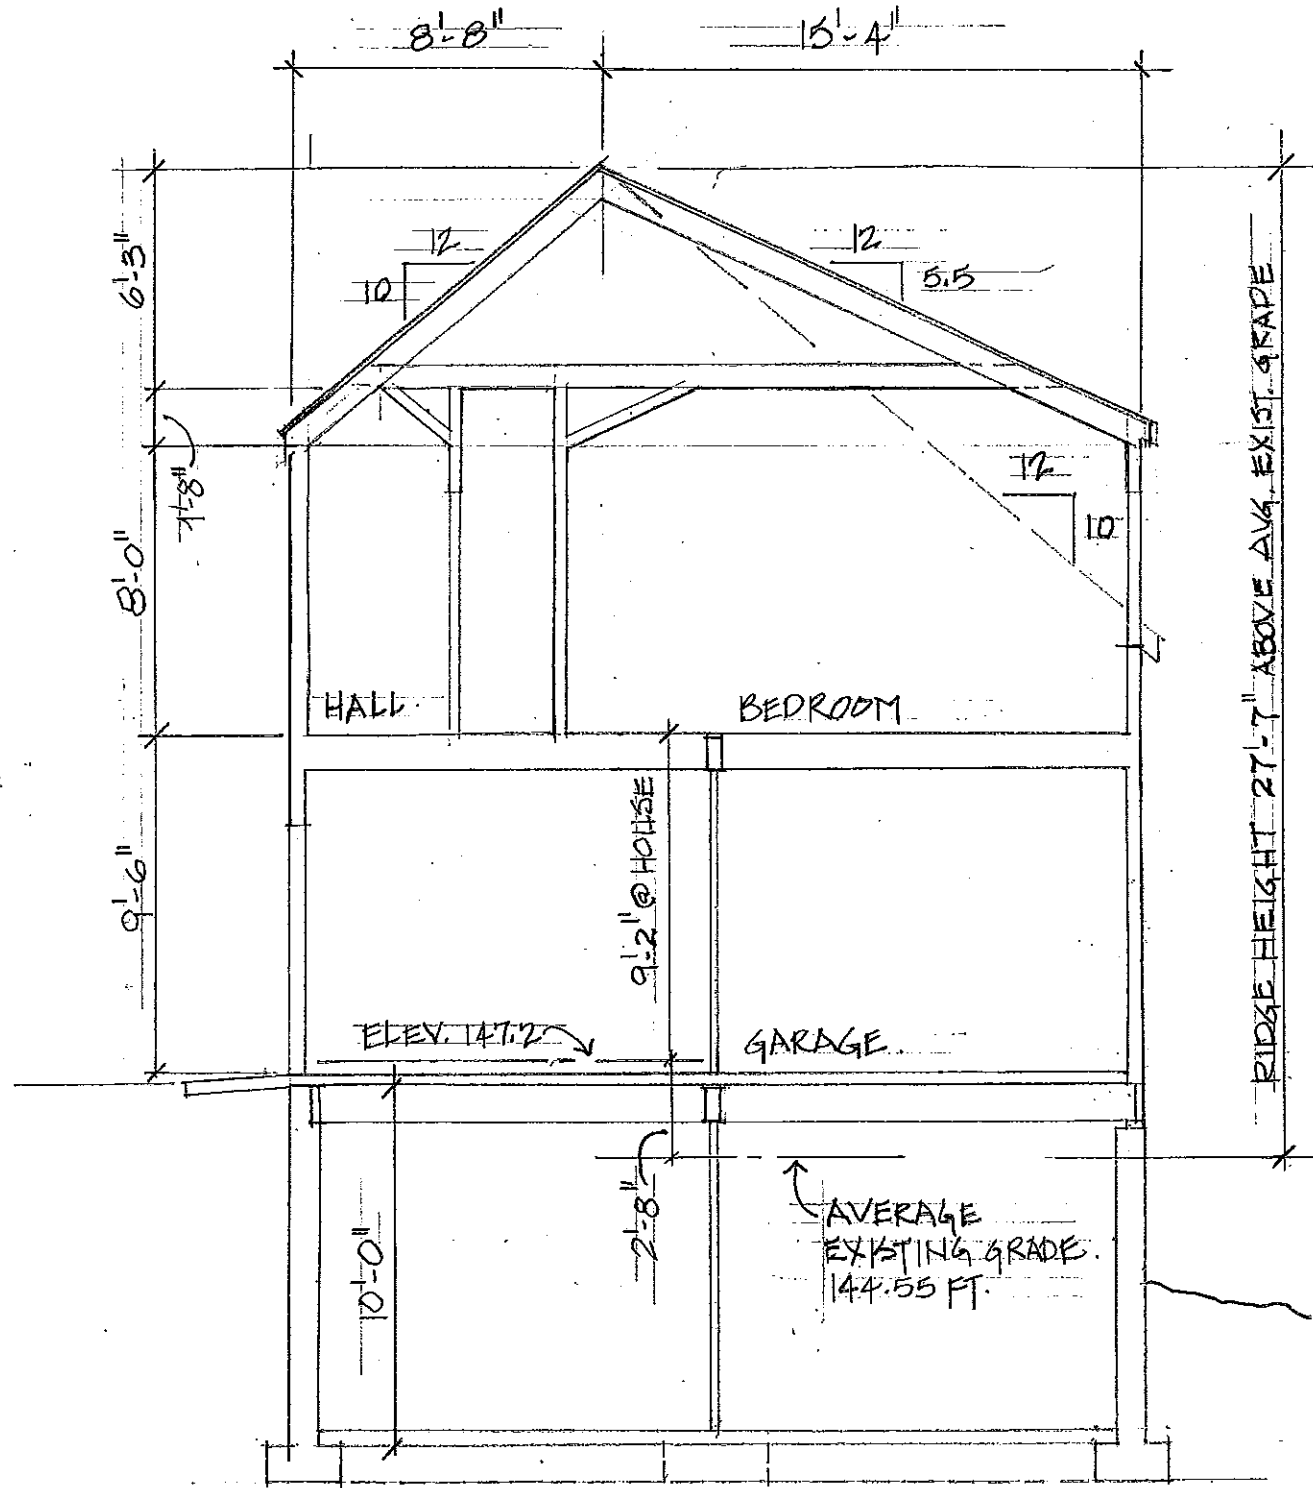 8'-8"
15'-4"
6'-3"
12
10
12
5.5
1'-8"
8'-0"
12
10
HALL
BEDROOM
9'-6"
9'-2" @ HOUSE
ELEV. 147.2
GARAGE
RIDGE HEIGHT 27'-7" ABOVE AVG. EXIST. GRADE
2'-8"
10'-0"
AVERAGE
EXISTING GRADE.
144.55 FT.